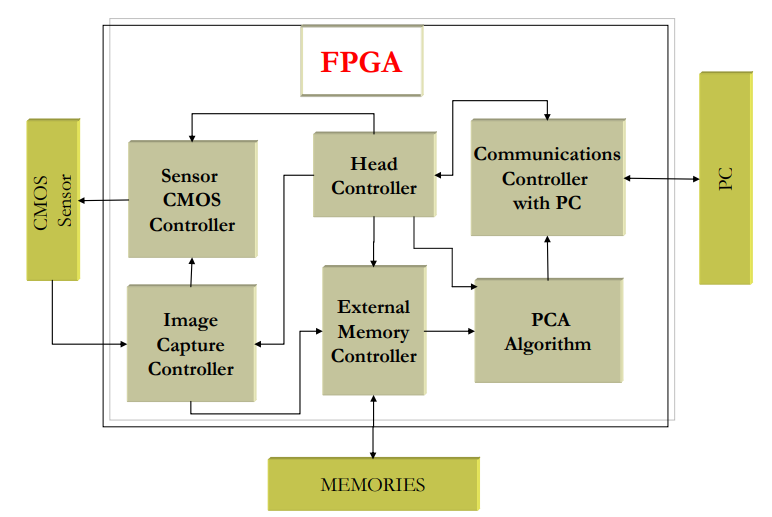 FPGA
CMOS
Sensor
Sensor
CMOS
Controller
Head
Controller
Communications
Controller
with PC
PC
Image
Capture
Controller
External
Memory
Controller
PCA
Algorithm
MEMORIES